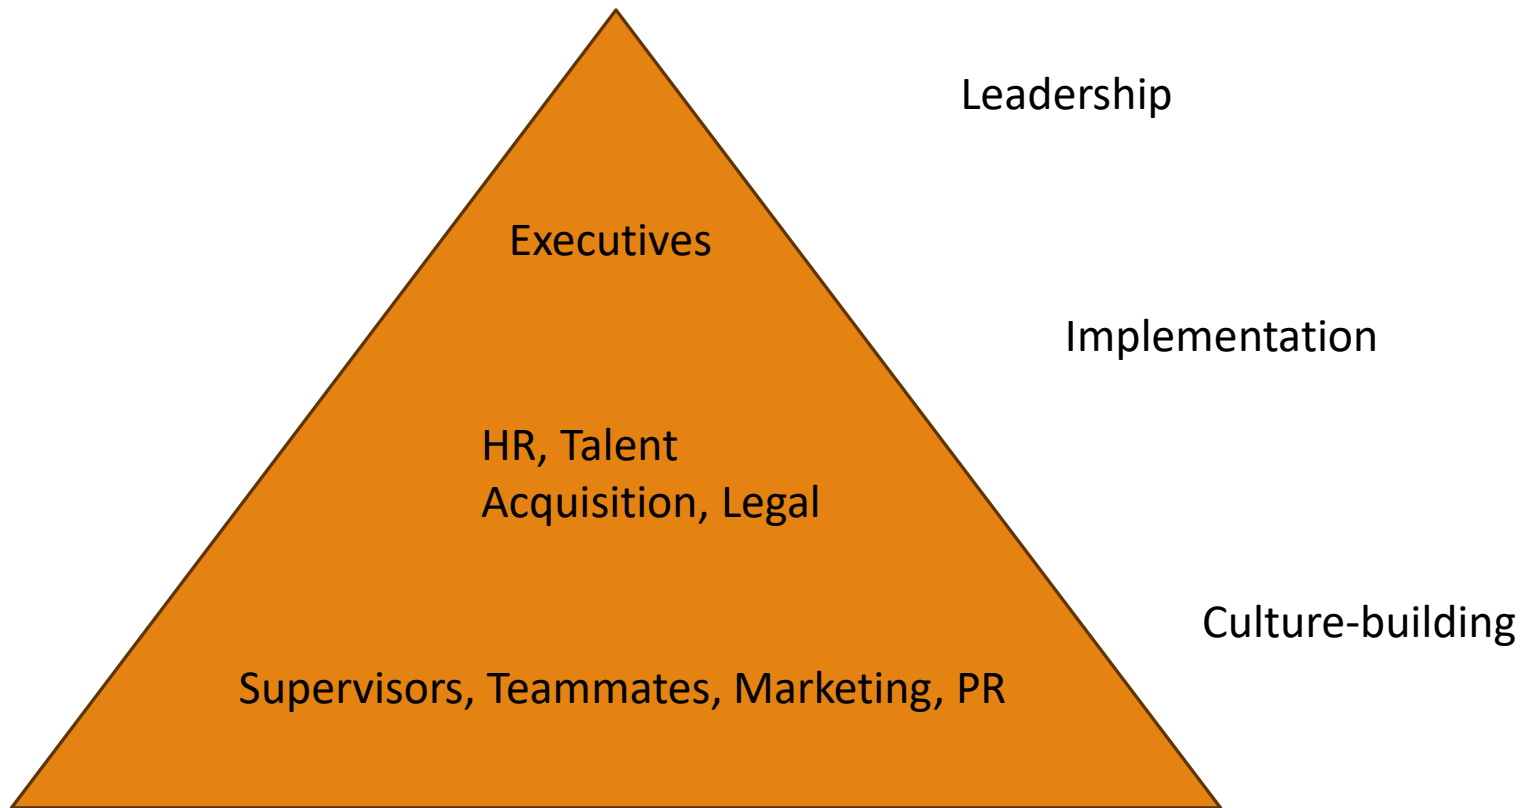 Leadership
Executives
Implementation
HR, Talent
Acquisition, Legal
Culture-building
Supervisors, Teammates, Marketing, PR